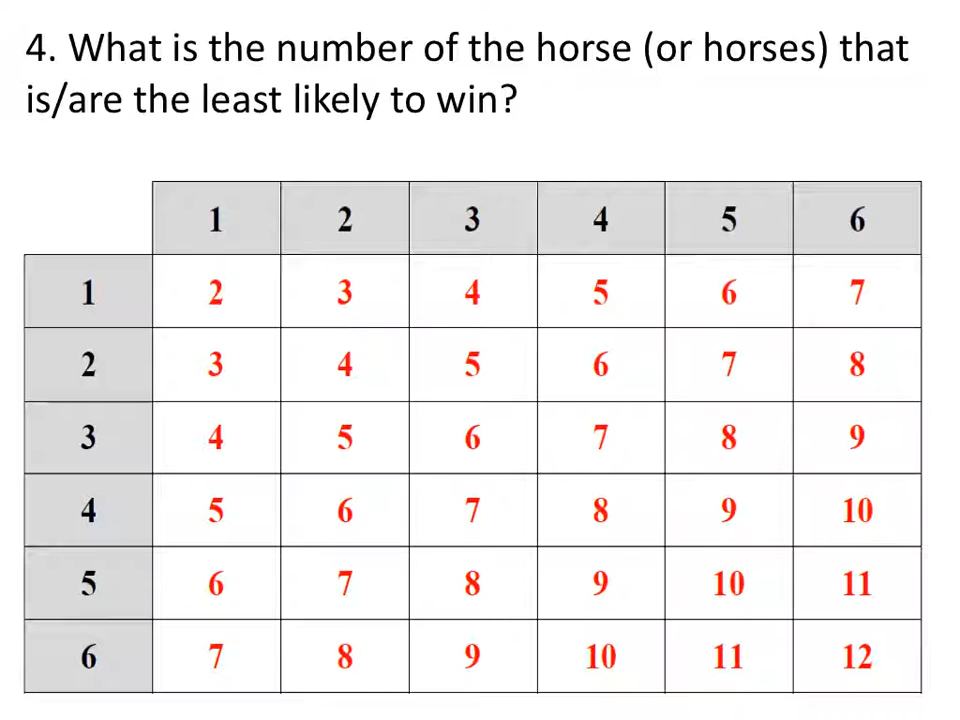 4. What is the number of the horse (or horses) that
is/are the least likely to win?
1 2 3 4 5 6
1 2 3 4 5 6 7
2 3 4 5 6 7 8
3 4 5 6 7 8 9
4 5 6 7 8 9 10
5 6 7 8 9 10 11
6 7 8 9 10 11 12